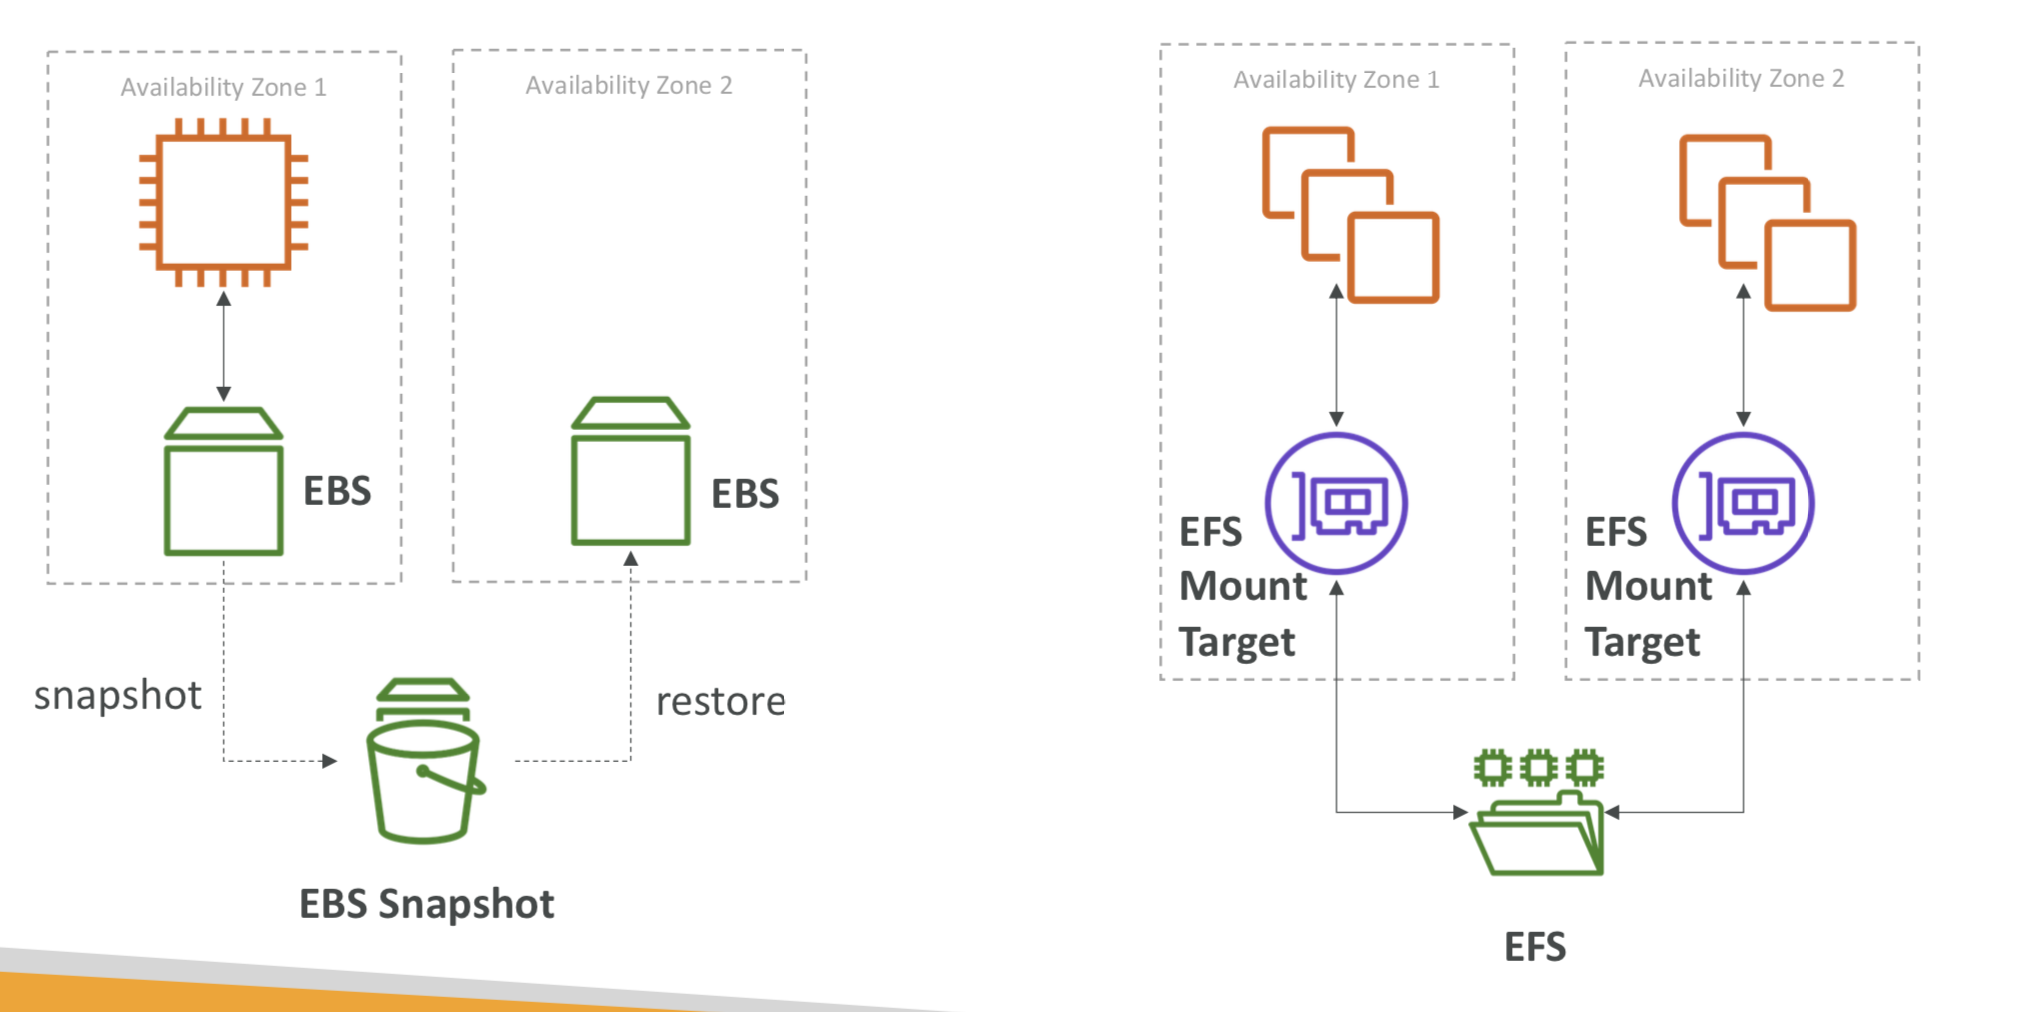 Availability Zone 1
Availability Zone 2
EBS
EBS
snapshot
restore
EBS Snapshot
Availability Zone 1
Availability Zone 2
EFS
Mount
Target
EFS
Mount
Target
EFS